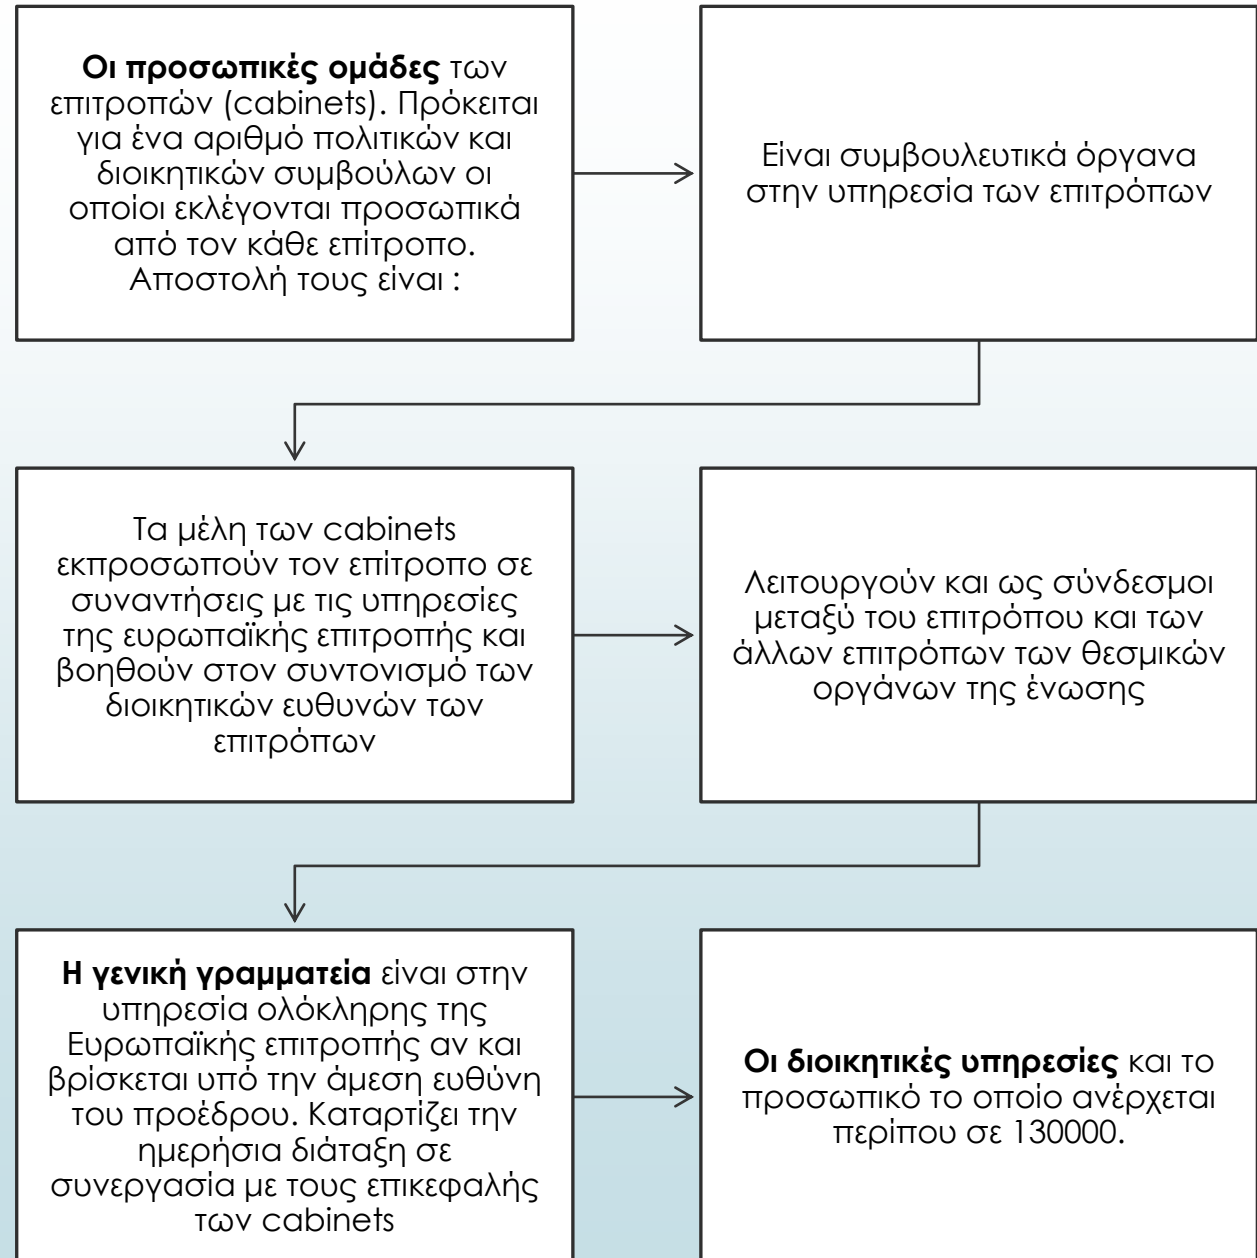 Οι προσωπικές ομάδες των
επιτροπών (cabinets). Πρόκειται
για ένα αριθμό πολιτικών και
διοικητικών συμβούλων οι
οποίοι εκλέγονται προσωπικά
από τον κάθε επίτροπο.
Αποστολή τους είναι :
Είναι συμβουλευτικά όργανα
στην υπηρεσία των επιτρόπων
Τα μέλη των cabinets
εκπροσωπούν τον επίτροπο σε
συναντήσεις με τις υπηρεσίες
της ευρωπαϊκής επιτροπής και
βοηθούν στον συντονισμό των
διοικητικών ευθυνών των
επιτρόπων
Λειτουργούν και ως σύνδεσμοι
μεταξύ του επιτρόπου και των
άλλων επιτρόπων των θεσμικών
οργάνων της ένωσης
Η γενική γραμματεία είναι στην
υπηρεσία ολόκληρης της
Ευρωπαϊκής επιτροπής αν και
βρίσκεται υπό την άμεση ευθύνη
του προέδρου. Καταρτίζει την
ημερήσια διάταξη σε
συνεργασία με τους επικεφαλής
των cabinets
Οι διοικητικές υπηρεσίες και το
προσωπικό το οποίο ανέρχεται
περίπου σε 130000.